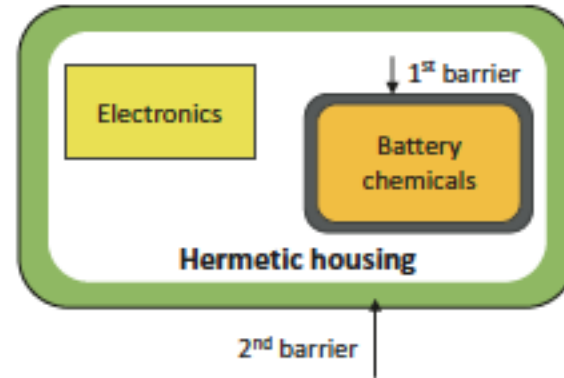 1st barrier
Electronics
Battery
chemicals
Hermetic housing
2nd barrier